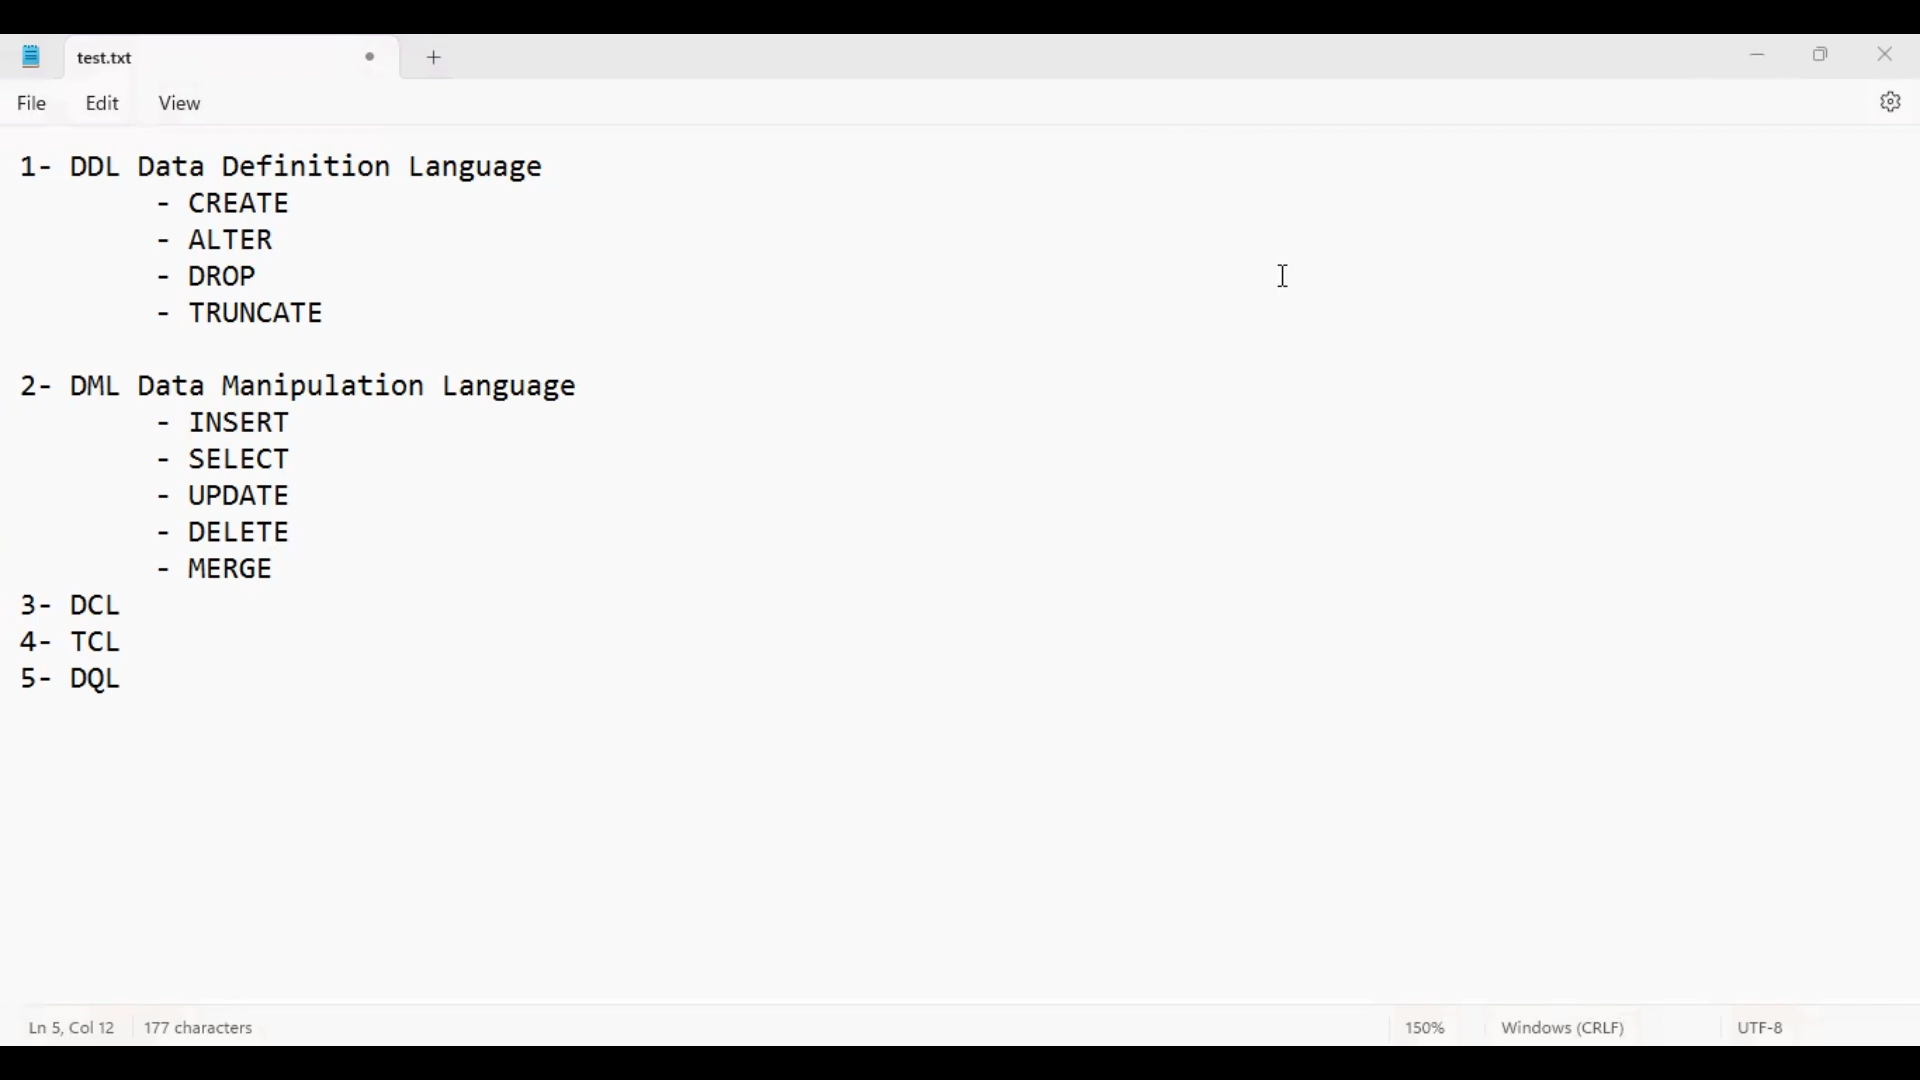 test.txt
File Edit View
1- DDL Data Definition Language
- CREATE
- ALTER
- DROP
- TRUNCATE
2- DML Data Manipulation Language
- INSERT
- SELECT
- UPDATE
- DELETE
- MERGE
3- DCL
4- TCL
5- DQL
Ln 5, Col 12 177 characters 150% Windows (CRLF) UTF-8